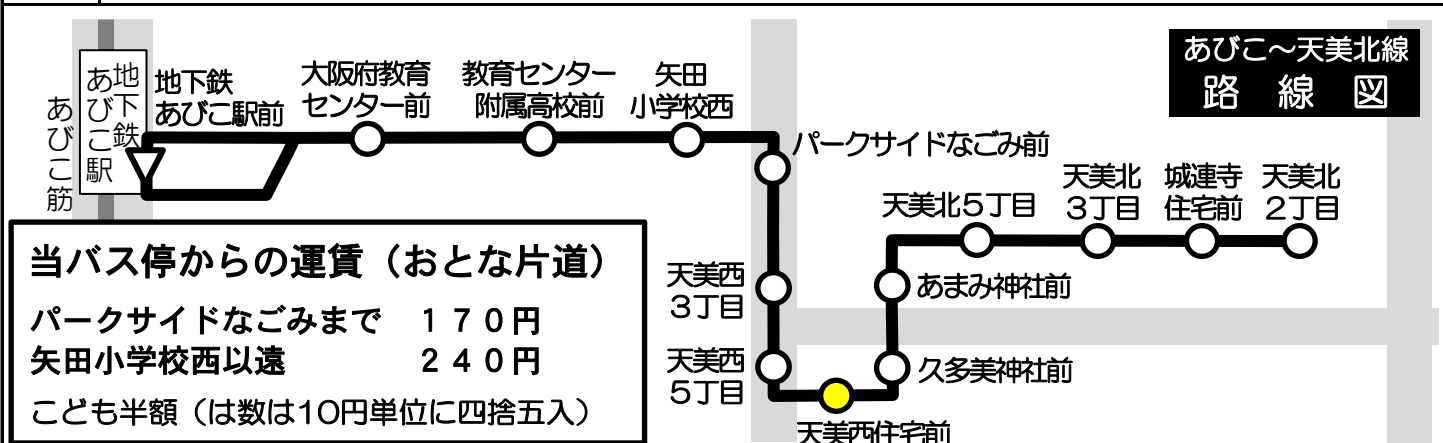 あびこ～天美北線
路線図
あびこ筋
地下鉄
あびこ駅
地下鉄
あびこ駅前
大阪府教育
センター前
教育センター
附属高校前
矢田
小学校西
パークサイドなごみ前
天美西
3丁目
天美西
5丁目
天美西住宅前
久多美神社前
あまみ神社前
天美北5丁目
天美北
3丁目
城連寺
住宅前
天美北
2丁目
当バス停からの運賃（おとな片道）
パークサイドなごみまで　１７０円
矢田小学校西以遠　２４０円
こども半額（は数は10円単位に四捨五入）